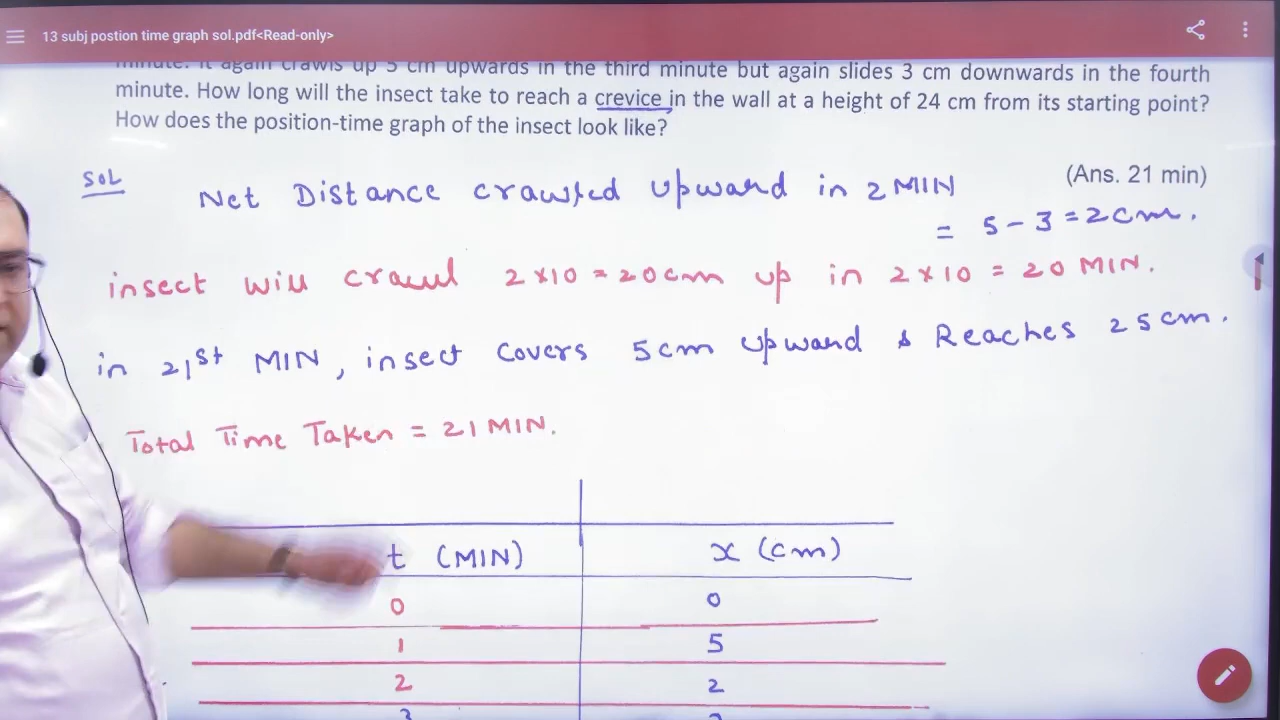 13 subj postion time graph sol.pdf<Read-only>
minute. It again crawls up 5 cm upwards in the third minute but again slides 3 cm downwards in the fourth
minute. How long will the insect take to reach a crevice in the wall at a height of 24 cm from its starting point?
How does the position-time graph of the insect look like?
(Ans. 21 min)
SOL Net Distance crawled upward in 2 MIN
= 5 - 3 = 2cm.
insect will crawl 2 x 10 = 20cm up in 2 x 10 = 20 MIN.
in 21st MIN, insect covers 5cm upward & Reaches 25cm.
Total Time Taken = 21 MIN.
t (MIN) x (cm)
0 0
1 5
2 2
3